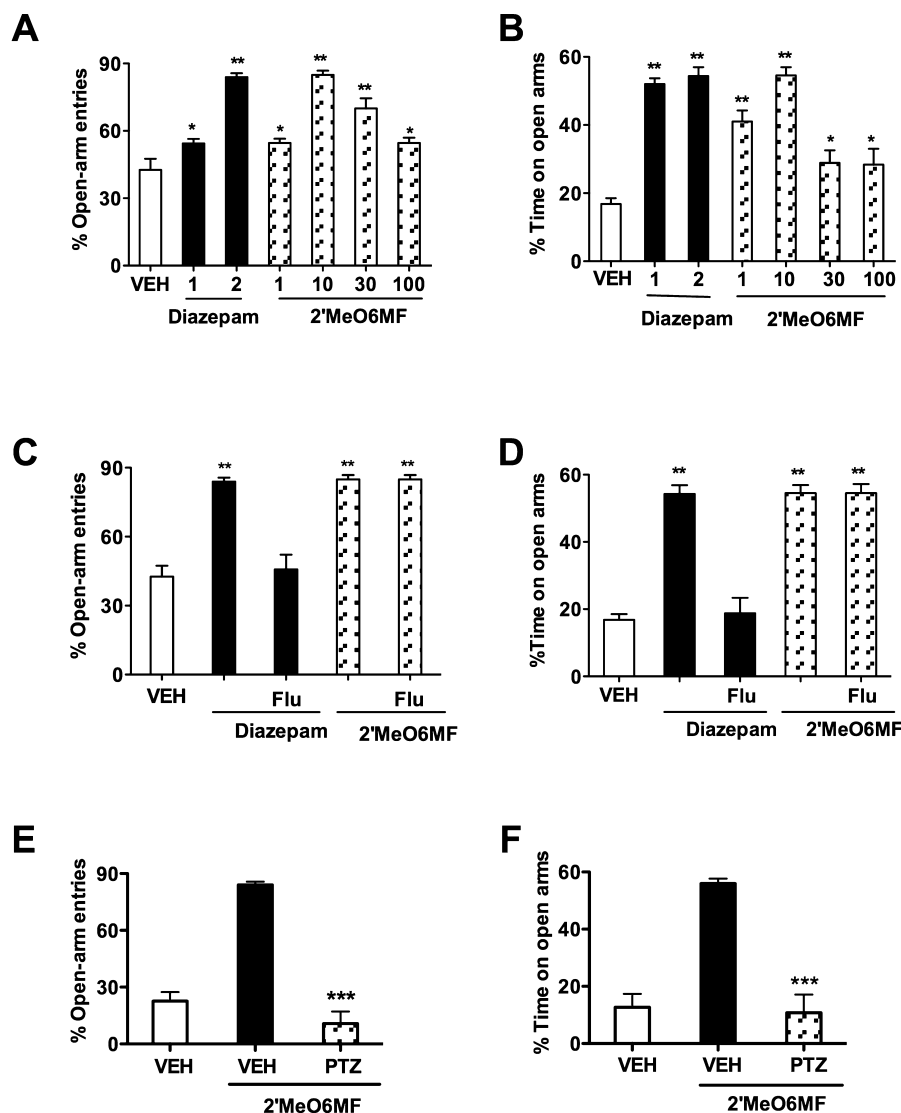 A
% Open-arm entries
90
60
30
0
*
**
*
**
**
*
VEH 1 2 1 10 30 100
Diazepam 2'MeO6MF
B
% Time on open arms
60
40
20
0
**
**
**
**
*
*
VEH 1 2 1 10 30 100
Diazepam 2'MeO6MF
C
% Open-arm entries
90
60
30
0
**
**
**
VEH Flu Flu
Diazepam 2'MeO6MF
D
%Time on open arms
60
40
20
0
**
**
**
VEH Flu Flu
Diazepam 2'MeO6MF
E
% Open-arm entries
90
60
30
0
***
VEH VEH PTZ
2'MeO6MF
F
% Time on open arms
60
40
20
0
***
VEH VEH PTZ
2'MeO6MF